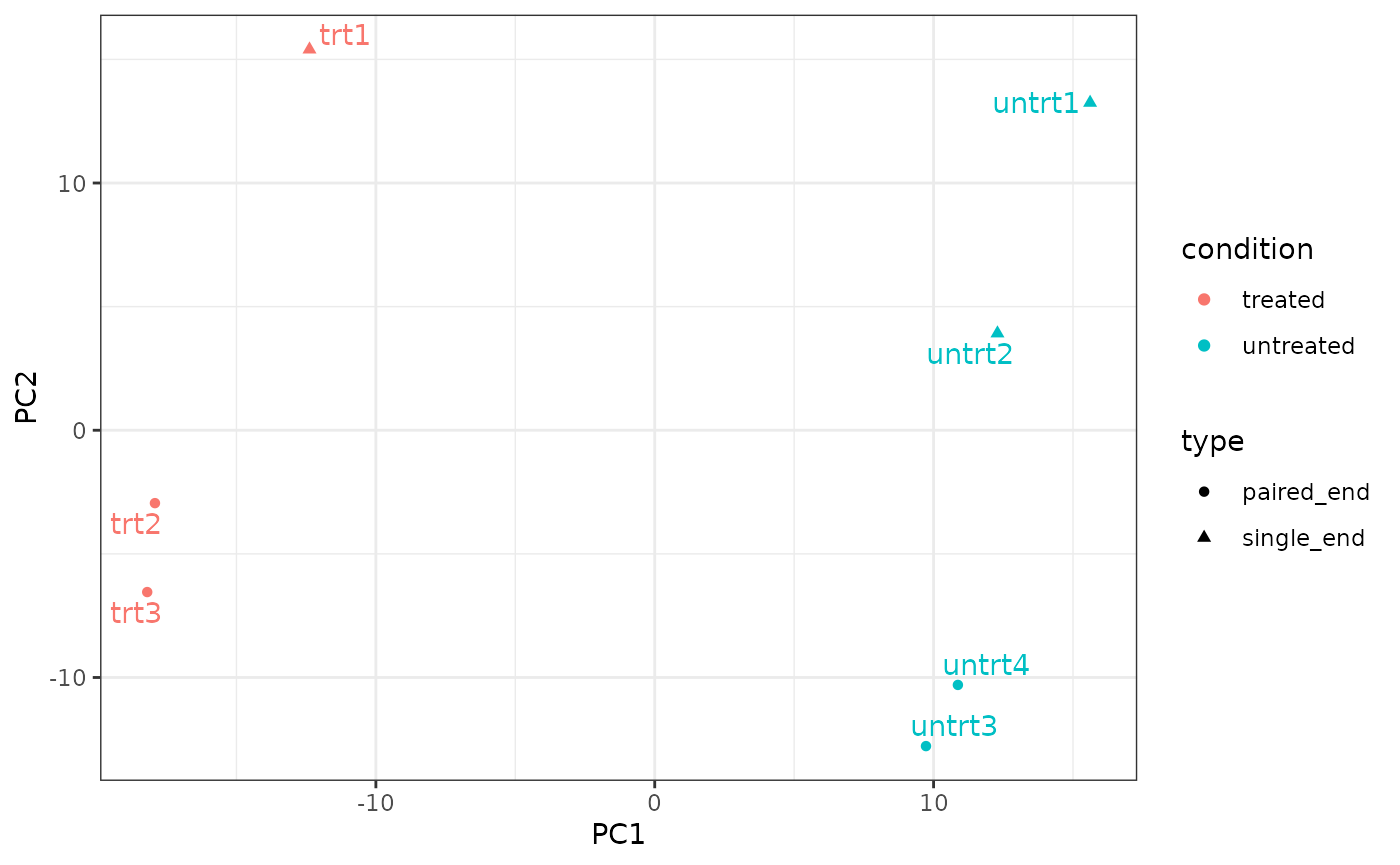 trt1
untrt1
10
untrt2
PC2
0
trt2
trt3
untrt4
-10
untrt3
-10
0
10
PC1
condition
treated
untreated
type
paired_end
single_end